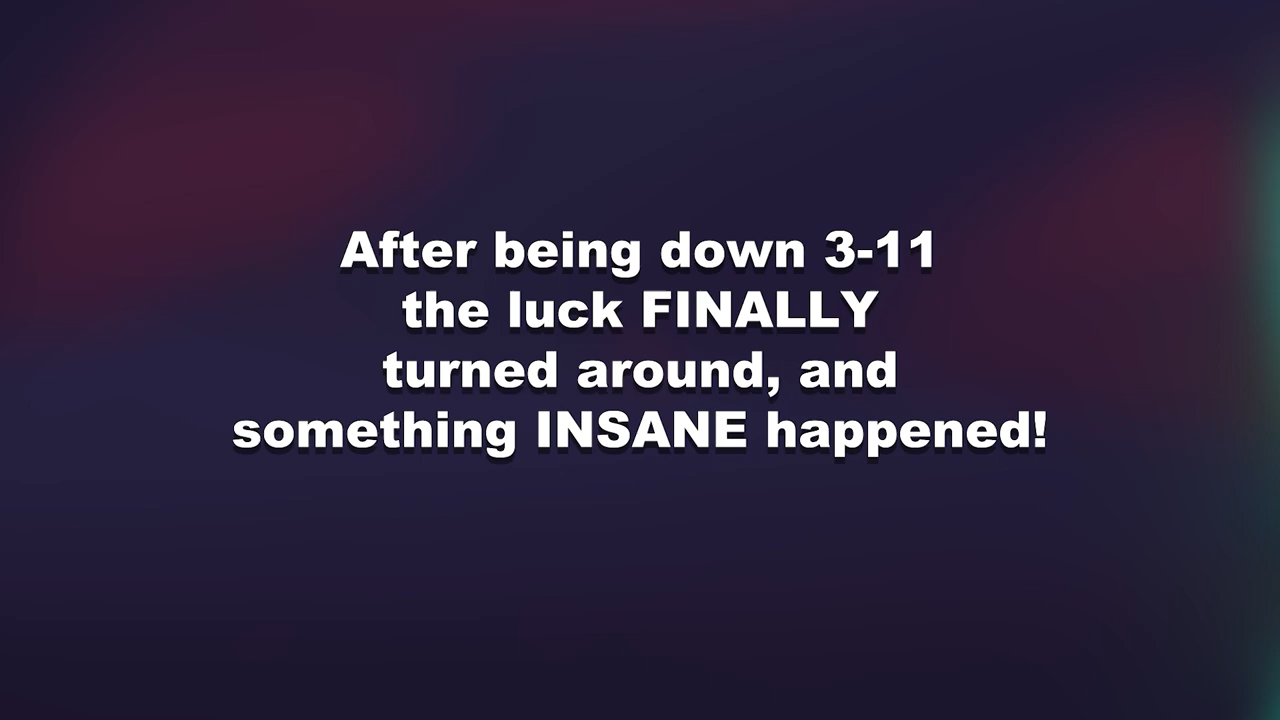 After being down 3-11
the luck FINALLY
turned around, and
something INSANE happened!